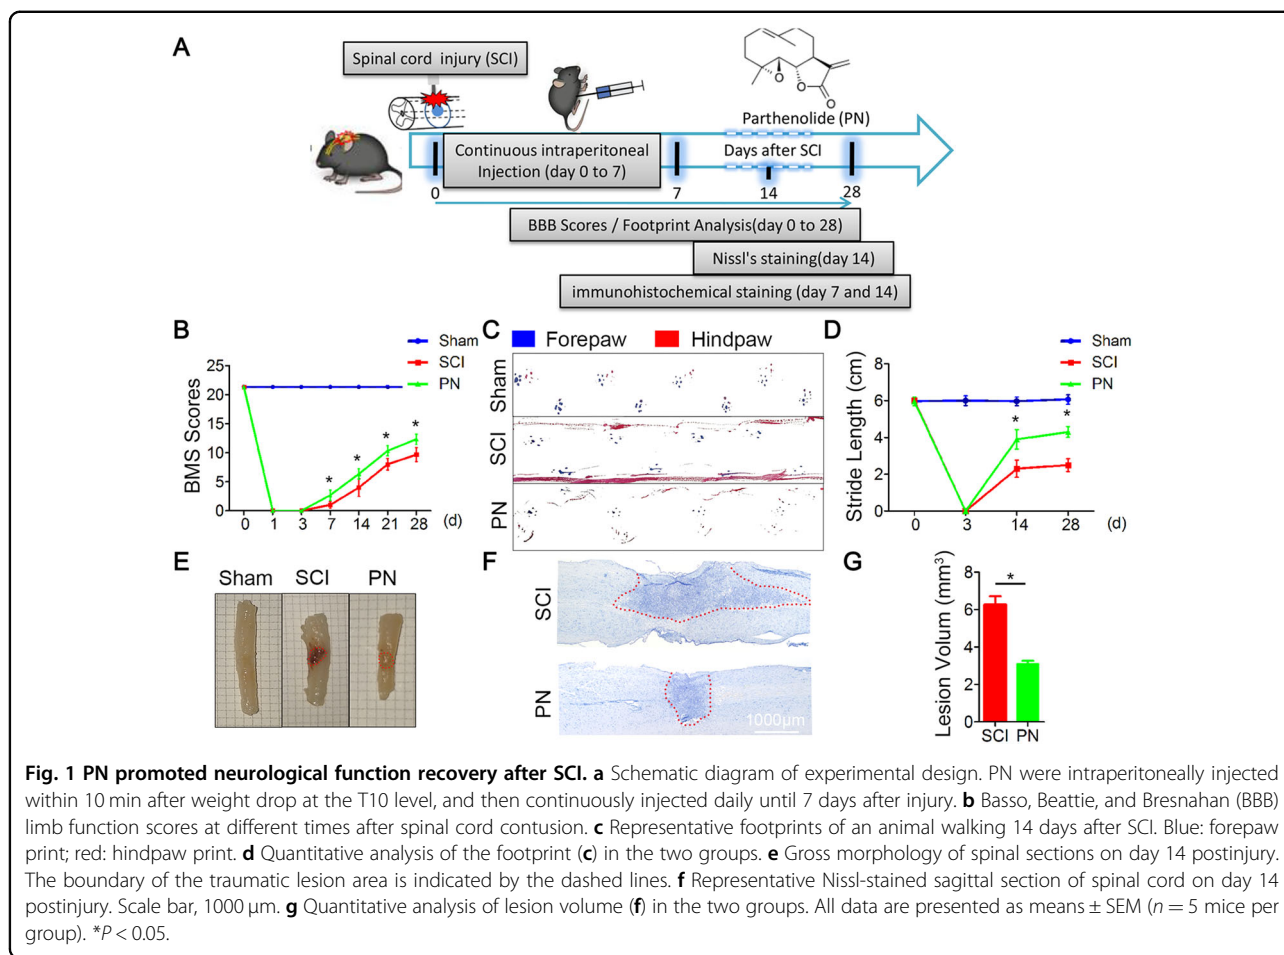 A
Spinal cord injury (SCI)
O
O
O
Parthenolide (PN)
Continuous intraperitoneal
Injection (day 0 to 7)
Days after SCI
0
7
14
28
BBB Scores / Footprint Analysis(day 0 to 28)
Nissl's staining(day 14)
immunohistochemical staining (day 7 and 14)
B
Sham
SCI
PN
BMS Scores
25
20
15
10
5
0
* * * *
0 1 3 7 14 21 28 (d)
C
Forepaw Hindpaw
Sham
SCI
PN
D
Sham
SCI
PN
Stride Length (cm)
8
6
4
2
0
* *
0 3 14 28 (d)
E
Sham SCI PN
F
SCI
PN
1000μm
G
Lesion Volum (mm³)
8
6
4
2
0
*
SCI PN
Fig. 1 PN promoted neurological function recovery after SCI. a Schematic diagram of experimental design. PN were intraperitoneally injected
within 10 min after weight drop at the T10 level, and then continuously injected daily until 7 days after injury. b Basso, Beattie, and Bresnahan (BBB)
limb function scores at different times after spinal cord contusion. c Representative footprints of an animal walking 14 days after SCI. Blue: forepaw
print; red: hindpaw print. d Quantitative analysis of the footprint (c) in the two groups. e Gross morphology of spinal sections on day 14 postinjury.
The boundary of the traumatic lesion area is indicated by the dashed lines. f Representative Nissl-stained sagittal section of spinal cord on day 14
postinjury. Scale bar, 1000 μm. g Quantitative analysis of lesion volume (f) in the two groups. All data are presented as means ± SEM (n = 5 mice per
group). *P < 0.05.